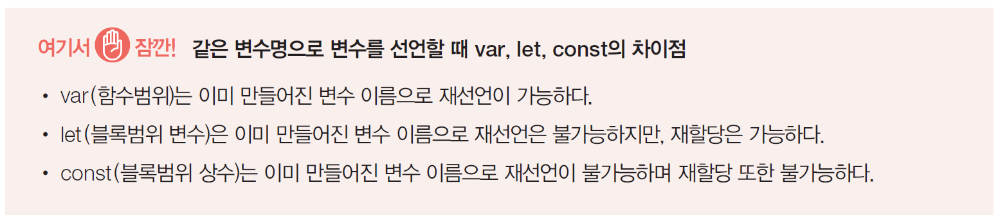 여기서 잠깐! 같은 변수명으로 변수를 선언할 때 var, let, const의 차이점
• var(함수범위)는 이미 만들어진 변수 이름으로 재선언이 가능하다.
• let(블록범위 변수)은 이미 만들어진 변수 이름으로 재선언은 불가능하지만, 재할당은 가능하다.
• const(블록범위 상수)는 이미 만들어진 변수 이름으로 재선언이 불가능하며 재할당 또한 불가능하다.